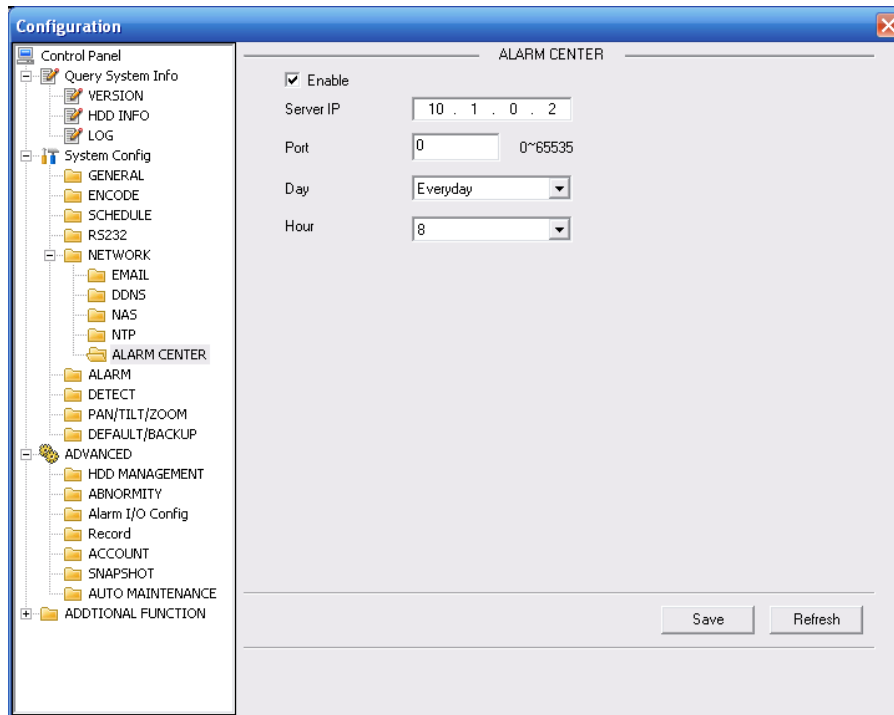 Configuration
Control Panel
Query System Info
VERSION
HDD INFO
LOG
System Config
GENERAL
ENCODE
SCHEDULE
RS232
NETWORK
EMAIL
DDNS
NAS
NTP
ALARM CENTER
ALARM
DETECT
PAN/TILT/ZOOM
DEFAULT/BACKUP
ADVANCED
HDD MANAGEMENT
ABNORMITY
Alarm I/O Config
Record
ACCOUNT
SNAPSHOT
AUTO MAINTENANCE
ADDTIONAL FUNCTION
ALARM CENTER
Enable
Server IP 10 . 1 . 0 . 2
Port 0 0~65535
Day Everyday
Hour 8
Save Refresh